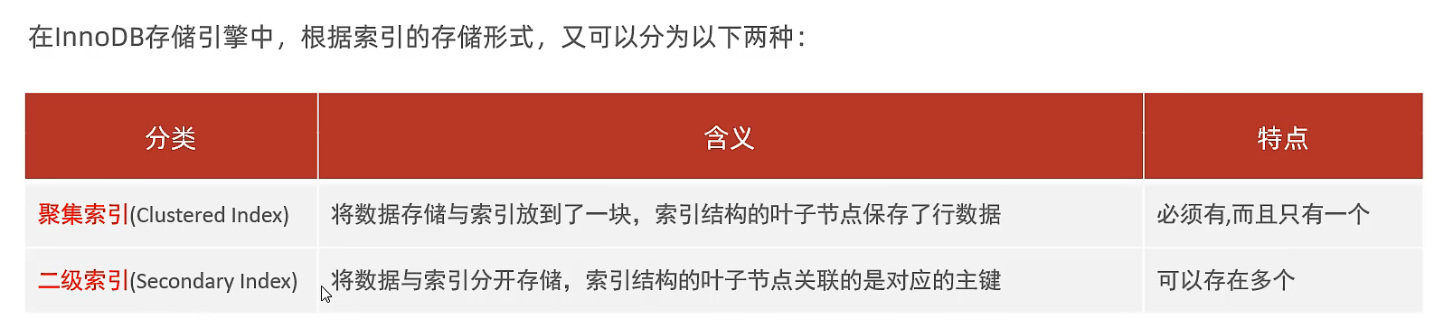 在InnoDB存储引擎中，根据索引的存储形式，又可以分为以下两种：
分类 含义 特点
聚集索引(Clustered Index) 将数据存储与索引放到了一块，索引结构的叶子节点保存了行数据 必须有,而且只有一个
二级索引(Secondary Index) 将数据与索引分开存储，索引结构的叶子节点关联的是对应的主键 可以存在多个